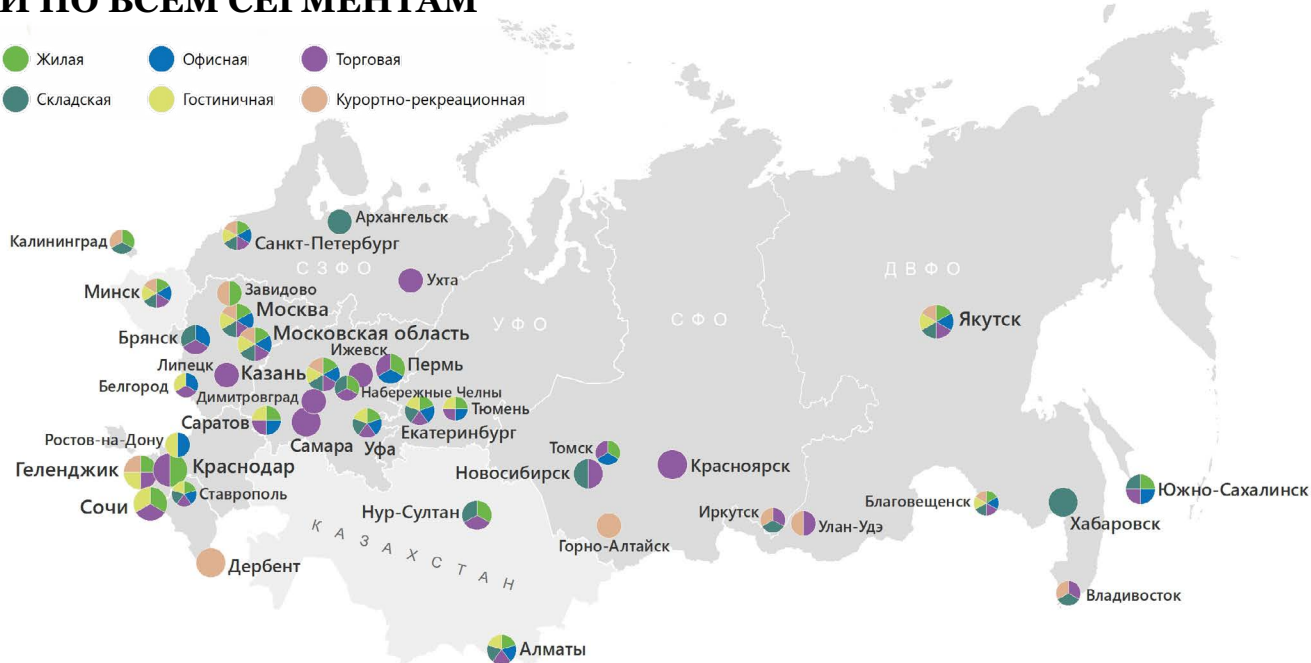 И ПО ВСЕМ СЕГМЕНТАМ
Жилая
Офисная
Торговая
Складская
Гостиничная
Курортно-рекреационная
Архангельск
Калининград
Санкт-Петербург
СЗФО
ДВФО
Ухта
Минск
Завидово
Москва
УФО
СФО
Якутск
Брянск
Московская область
Ижевск
Липецк
Казань
Пермь
Белгород
Димитровград
Набережные Челны
Тюмень
Саратов
Самара
Уфа
Екатеринбург
Ростов-на-Дону
Томск
Геленджик
Краснодар
Новосибирск
Красноярск
Ставрополь
Сочи
Нур-Султан
Иркутск
Улан-Удэ
Благовещенск
Хабаровск
Южно-Сахалинск
КАЗАХСТАН
Горно-Алтайск
Дербент
Владивосток
Алматы